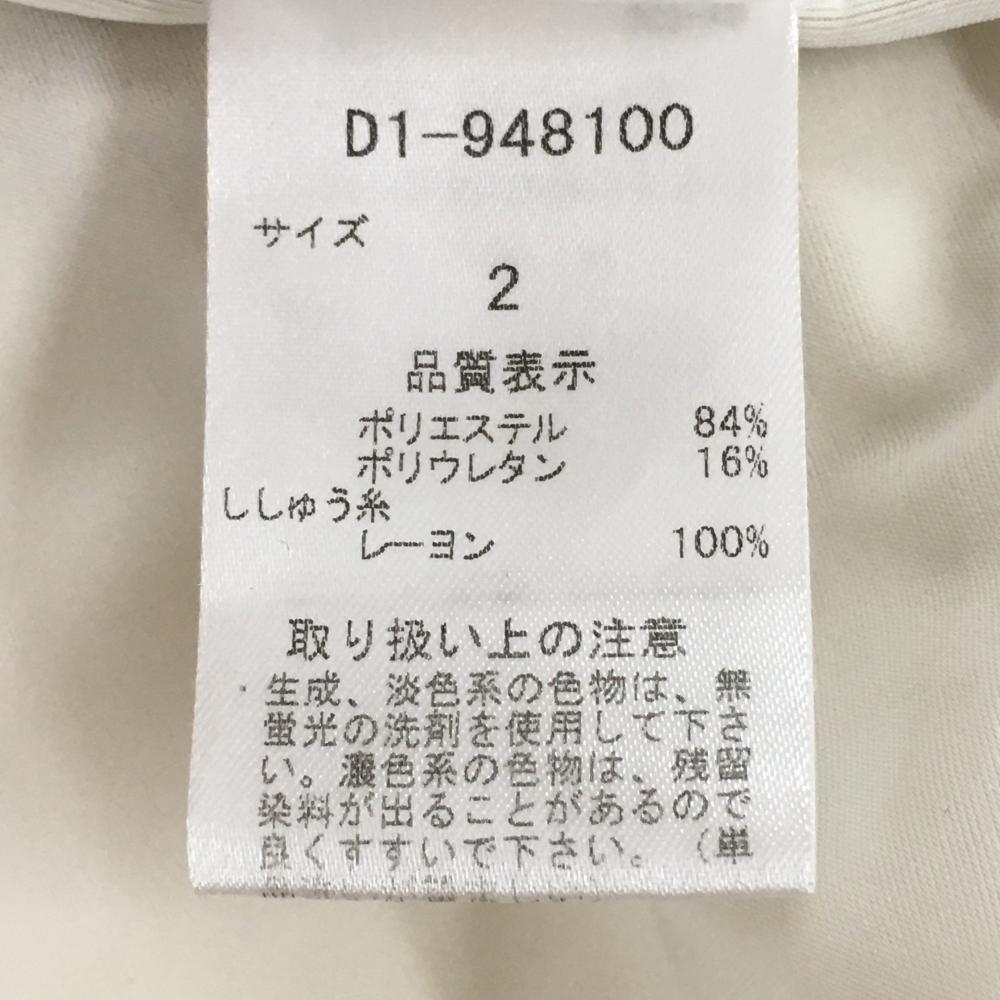 D1-948100
サイズ
2
品質表示
ポリエステル 84%
ポリウレタン 16%
ししゅう糸
レーヨン 100%
取り扱い上の注意
・生成、淡色系の色物は、無
蛍光の洗剤を使用して下さ
い。濃色系の色物は、残留
染料が出ることがあるので
良くすすいで下さい。（単